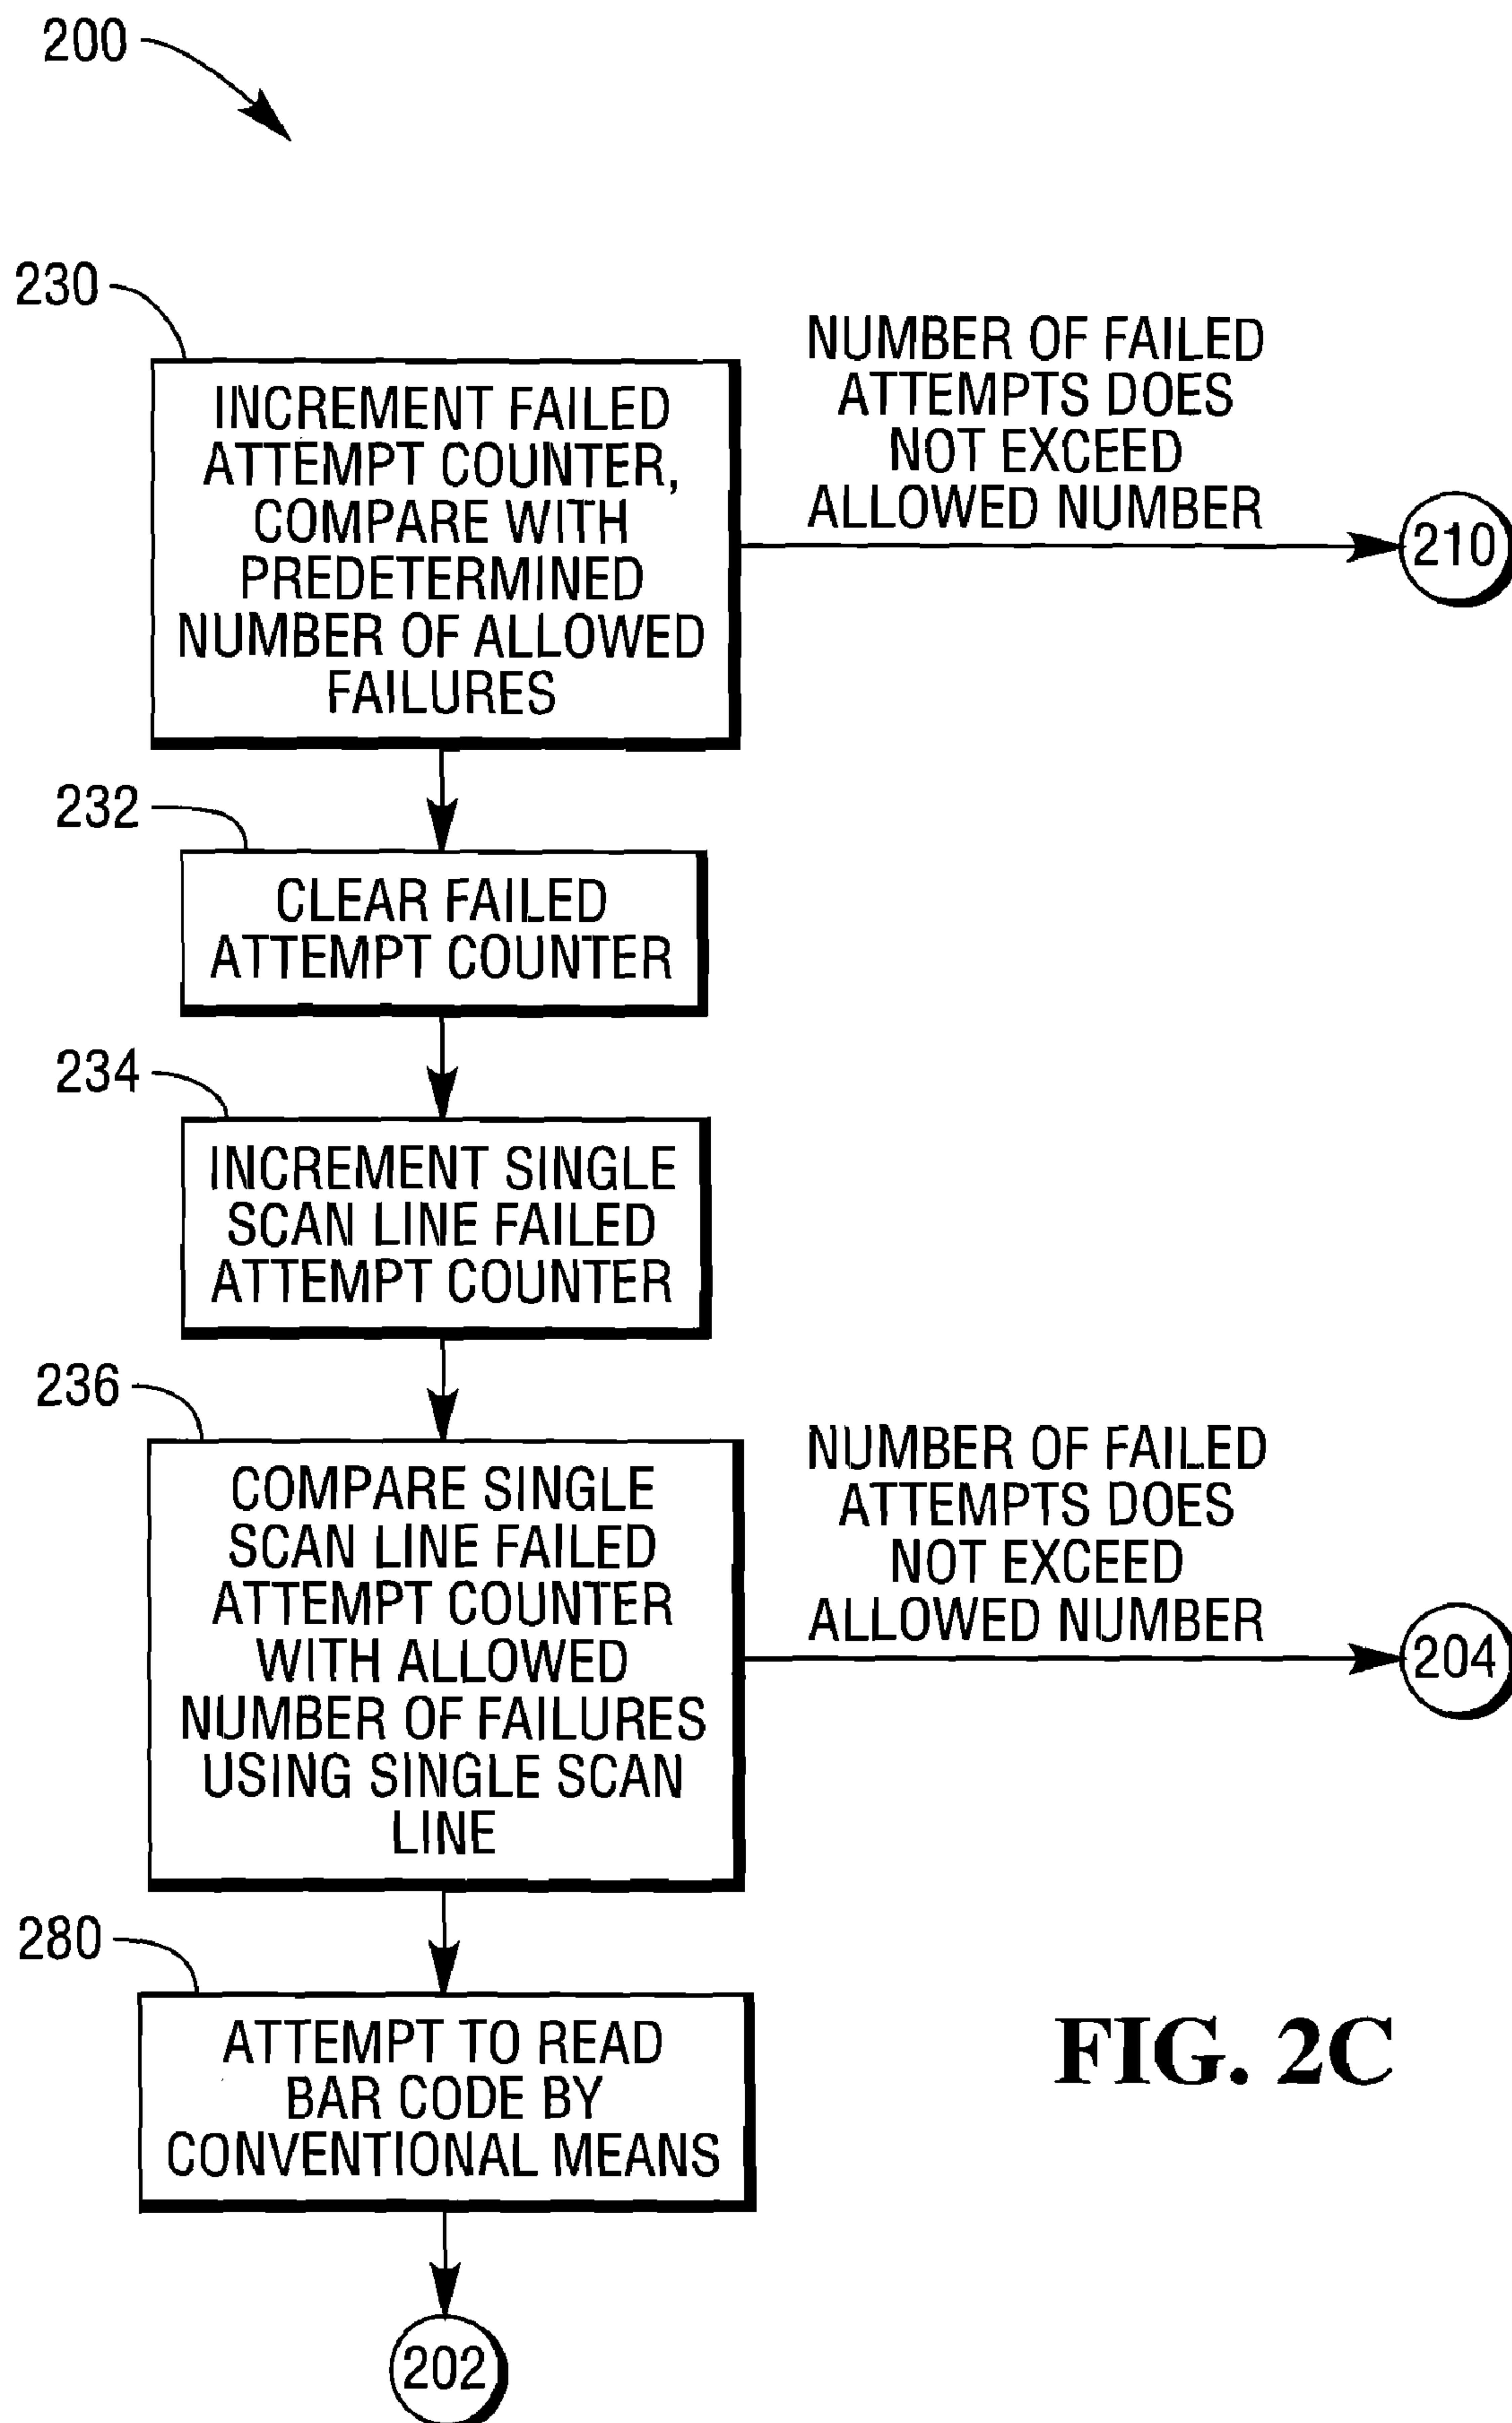 200
230
INCREMENT FAILED
ATTEMPT COUNTER,
COMPARE WITH
PREDETERMINED
NUMBER OF ALLOWED
FAILURES
NUMBER OF FAILED
ATTEMPTS DOES
NOT EXCEED
ALLOWED NUMBER
210
232
CLEAR FAILED
ATTEMPT COUNTER
234
INCREMENT SINGLE
SCAN LINE FAILED
ATTEMPT COUNTER
236
COMPARE SINGLE
SCAN LINE FAILED
ATTEMPT COUNTER
WITH ALLOWED
NUMBER OF FAILURES
USING SINGLE SCAN
LINE
NUMBER OF FAILED
ATTEMPTS DOES
NOT EXCEED
ALLOWED NUMBER
204
280
ATTEMPT TO READ
BAR CODE BY
CONVENTIONAL MEANS
202
FIG. 2C